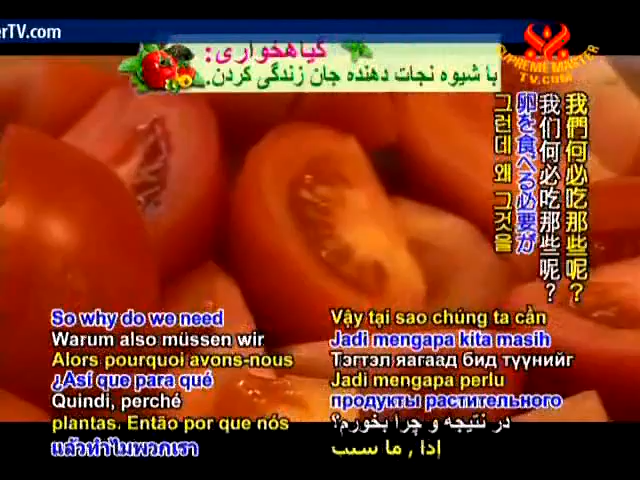 erTV.com
گیاهخواری:
با شیوه نجات دهنده جان زندگی کردن.
SUPREME MASTER
TV.COM
我們何必吃那些呢？
我们何必吃那些呢？
卵を食べる必要が
그런데 왜 그것을
So why do we need
Warum also müssen wir
Alors pourquoi avons-nous
¿Así que para qué
Quindi, perché
plantas. Então por que nós
แล้วทำไมพวกเรา
Vậy tại sao chúng ta cần
Jadi mengapa kita masih
Тэгтэл яагаад бид түүнийг
Jadi mengapa perlu
продукты растительного
در نتیجه و چرا بخورم؟
إذا , ما سبب